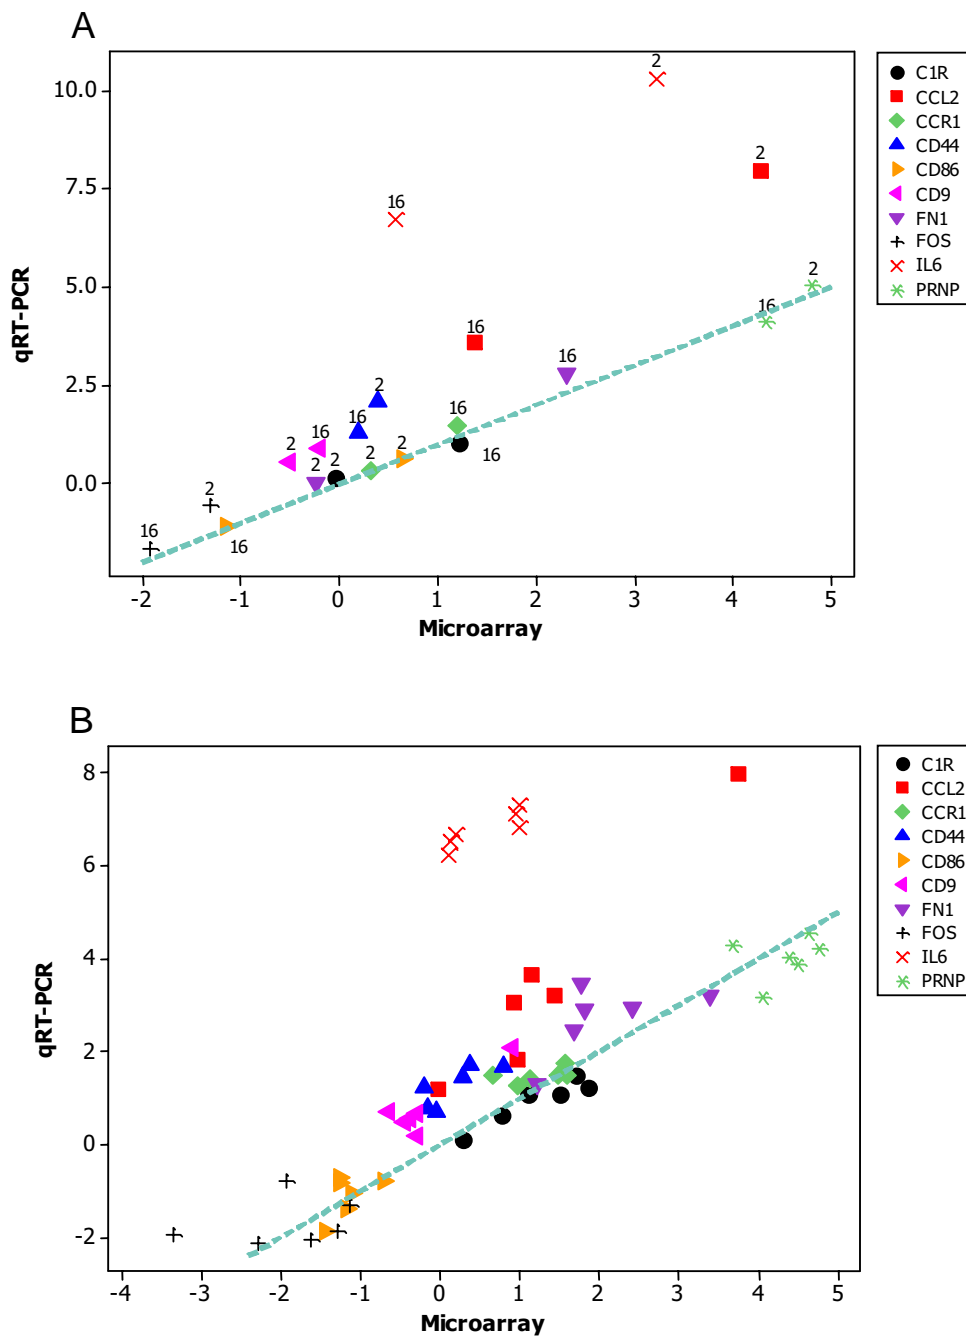 A
10.0
7.5
5.0
2.5
0.0
qRT-PCR
2
2
16
2
16
16
16
2
16
16
2
16
2
2
2
2
16
2
16
16
-2
-1
0
1
2
3
4
5
Microarray
C1R
CCL2
CCR1
CD44
CD86
CD9
FN1
FOS
IL6
PRNP
B
8
6
4
2
0
-2
qRT-PCR
-4
-3
-2
-1
0
1
2
3
4
5
Microarray
C1R
CCL2
CCR1
CD44
CD86
CD9
FN1
FOS
IL6
PRNP